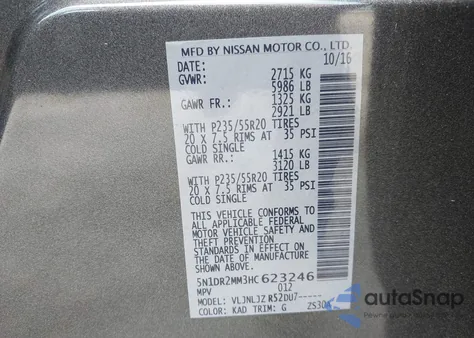 MFD BY NISSAN MOTOR CO., LTD.
DATE: 10/16
GVWR: 2715 KG
5986 LB
GAWR FR.: 1325 KG
2921 LB
WITH P235/55R20 TIRES
20 X 7.5 RIMS AT 35 PSI
COLD SINGLE
GAWR RR.: 1415 KG
3120 LB
WITH P235/55R20 TIRES
20 X 7.5 RIMS AT 35 PSI
COLD SINGLE
THIS VEHICLE CONFORMS TO
ALL APPLICABLE FEDERAL
MOTOR VEHICLE SAFETY AND
THEFT PREVENTION
STANDARDS IN EFFECT ON
THE DATE OF MANUFACTURE
SHOWN ABOVE.
5N1DR2MM3HC623246
MPV 012
MODEL: VLJNLJZ R52DU7-----
COLOR: KAD TRIM: G
autoSnap